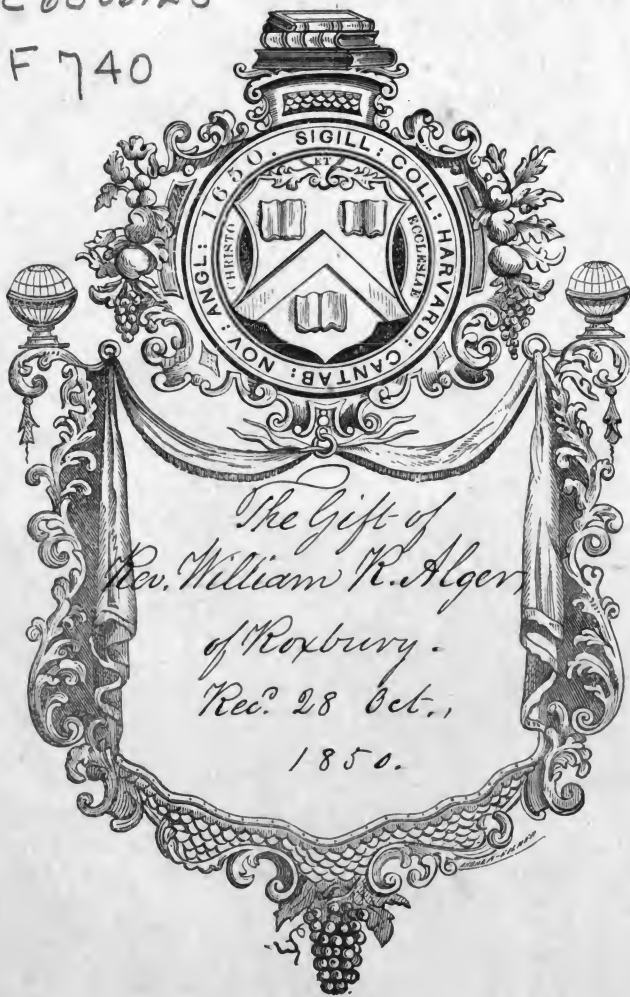 F 740
SIGILL: COLL: HARVARD: CANTAB: NOV: ANGL: 1650.
CHRISTO
ET
ECCLESIAE
The Gift of
Rev. William R. Alger,
of Roxbury.
Rec.d 28 Oct.,
1850.